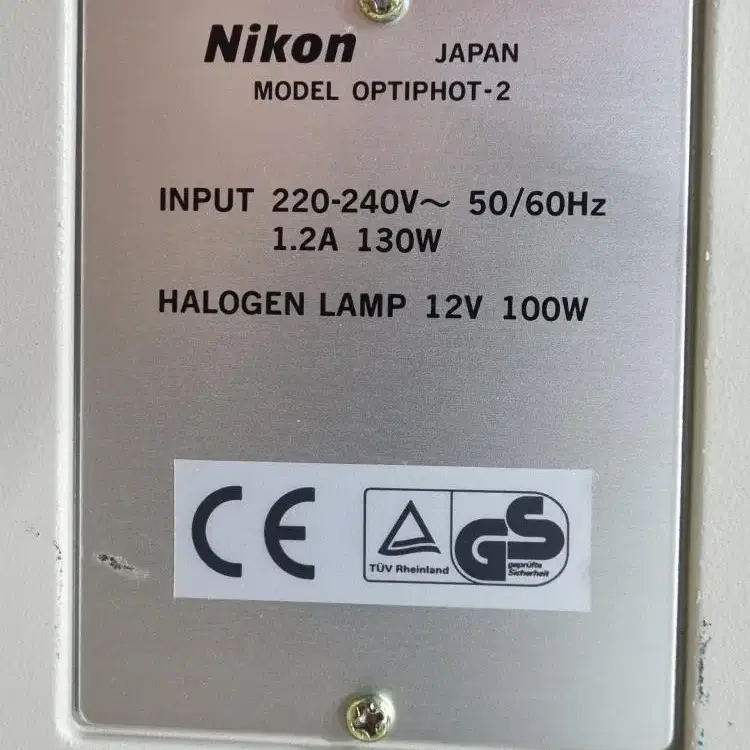 Nikon JAPAN
MODEL OPTIPHOT-2
INPUT 220-240V～ 50/60Hz
1.2A 130W
HALOGEN LAMP 12V 100W
CE
TÜV Rheinland
GS
geprüfte
Sicherheit